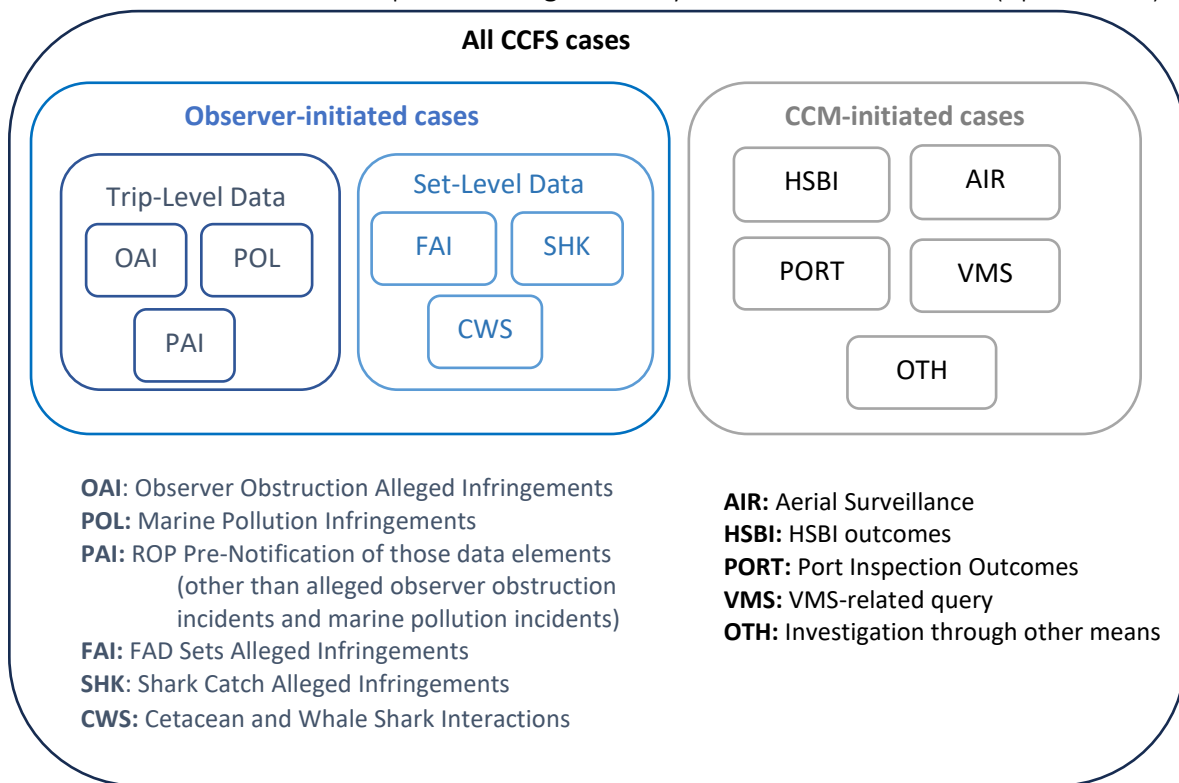 All CCFS cases
Observer-initiated cases
Trip-Level Data
OAI
POL
PAI
Set-Level Data
FAI
SHK
CWS
CCM-initiated cases
HSBI
AIR
PORT
VMS
OTH
OAI: Observer Obstruction Alleged Infringements
POL: Marine Pollution Infringements
PAI: ROP Pre-Notification of those data elements
(other than alleged observer obstruction
incidents and marine pollution incidents)
FAI: FAD Sets Alleged Infringements
SHK: Shark Catch Alleged Infringements
CWS: Cetacean and Whale Shark Interactions
AIR: Aerial Surveillance
HSBI: HSBI outcomes
PORT: Port Inspection Outcomes
VMS: VMS-related query
OTH: Investigation through other means